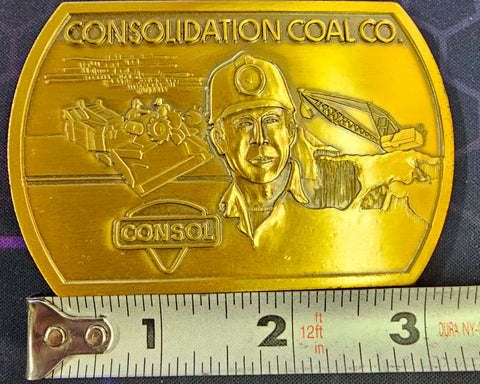 CONSOLIDATION COAL CO.
CONSOL
1 2 ft 3
12ft
in